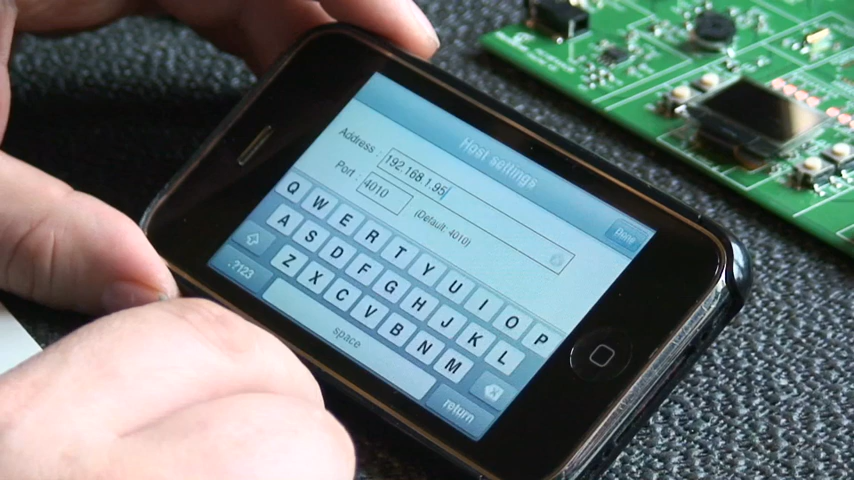 Host settings
Done
Address : 192.168.1.95
Port : 4010 (Default: 4010)
Q W E R T Y U I O P
A S D F G H J K L
Z X C V B N M
.?123 space return